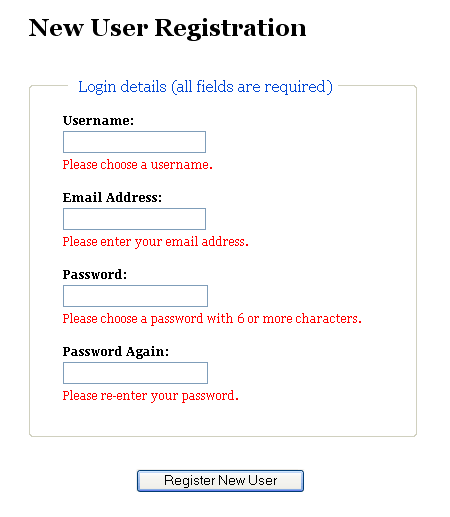 New User Registration
Login details (all fields are required)
Username:
Please choose a username.
Email Address:
Please enter your email address.
Password:
Please choose a password with 6 or more characters.
Password Again:
Please re-enter your password.
Register New User